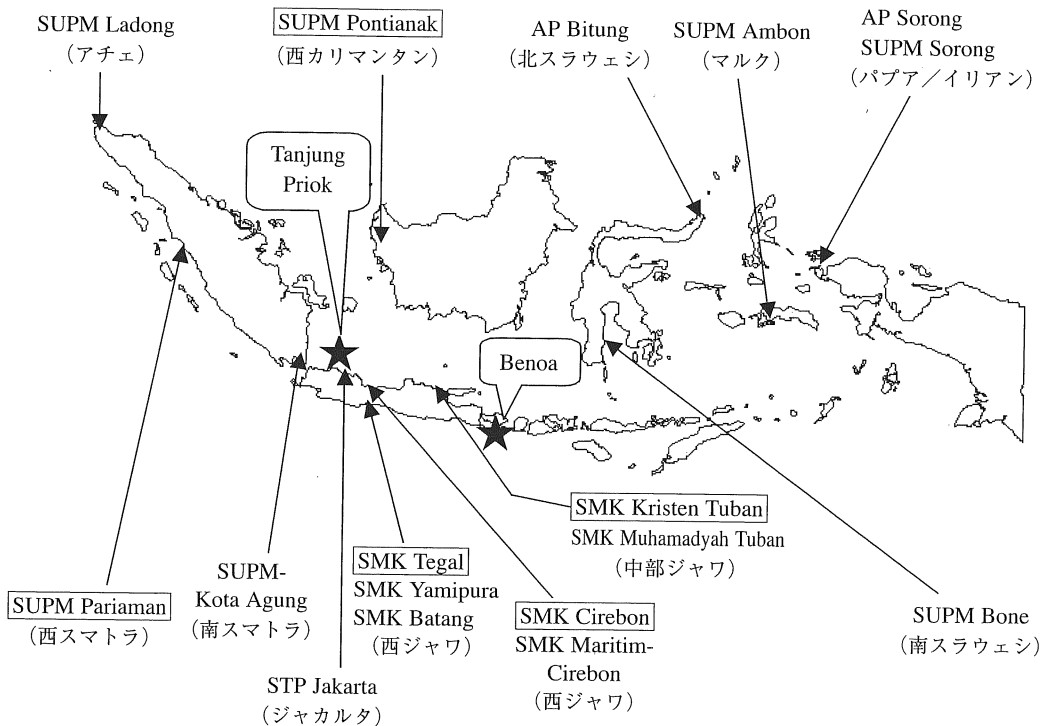 SUPM Ladong
（アチェ）
SUPM Pontianak
（西カリマンタン）
AP Bitung
（北スラウェシ）
SUPM Ambon
（マルク）
AP Sorong
SUPM Sorong
（パプア／イリアン）
Tanjung
Priok
Benoa
SMK Kristen Tuban
SMK Muhamadyah Tuban
（中部ジャワ）
SUPM Pariaman
（西スマトラ）
SUPM-
Kota Agung
（南スマトラ）
SMK Tegal
SMK Yamipura
SMK Batang
（西ジャワ）
SMK Cirebon
SMK Maritim-
Cirebon
（西ジャワ）
SUPM Bone
（南スラウェシ）
STP Jakarta
（ジャカルタ）